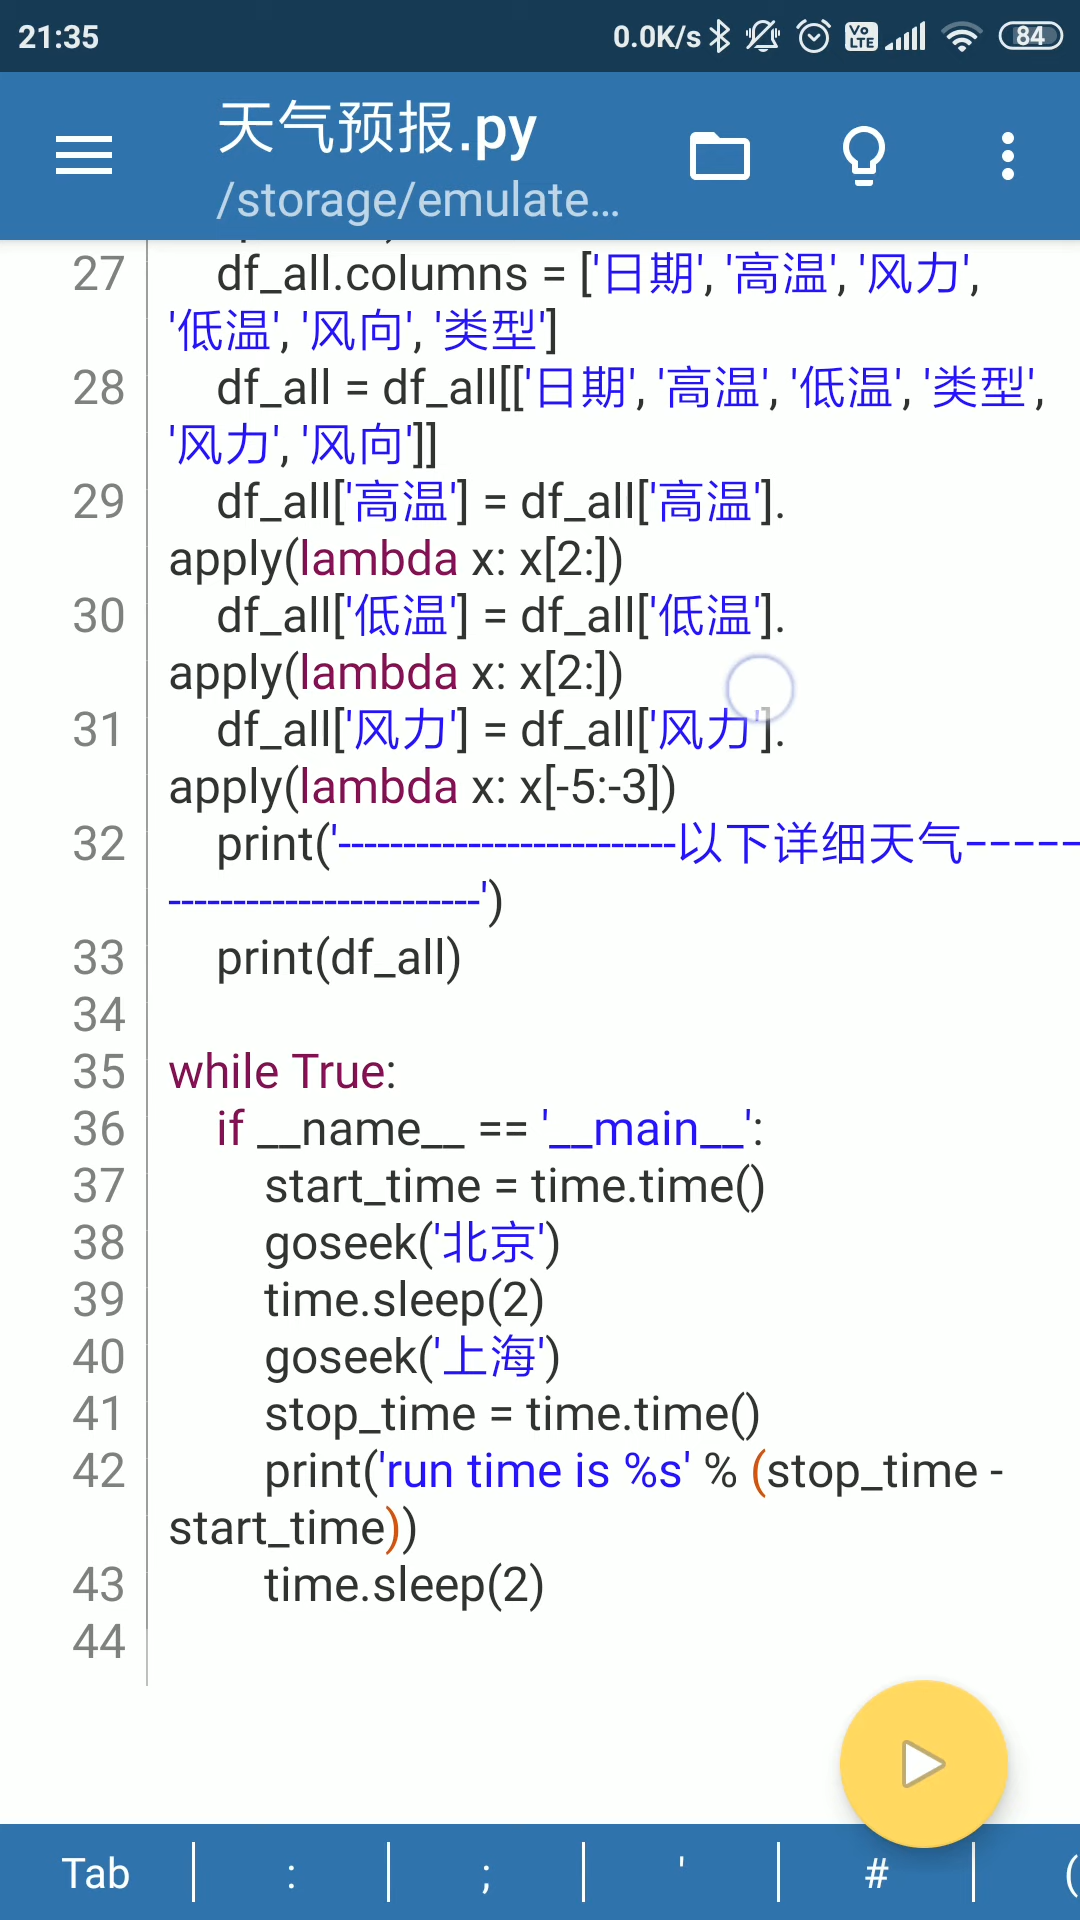 21:35 0.0K/s Vo LTE 84
天气预报.py
/storage/emulate...
27 df_all.columns = ['日期', '高温', '风力',
'低温', '风向', '类型']
28 df_all = df_all[['日期', '高温', '低温', '类型',
'风力', '风向']]
29 df_all['高温'] = df_all['高温'].
apply(lambda x: x[2:])
30 df_all['低温'] = df_all['低温'].
apply(lambda x: x[2:])
31 df_all['风力'] = df_all['风力'].
apply(lambda x: x[-5:-3])
32 print('--------------------------以下详细天气-----
------------------------')
33 print(df_all)
34
35 while True:
36 if __name__ == '__main__':
37 start_time = time.time()
38 goseek('北京')
39 time.sleep(2)
40 goseek('上海')
41 stop_time = time.time()
42 print('run time is %s' % (stop_time -
start_time))
43 time.sleep(2)
44
Tab : ; ' # (